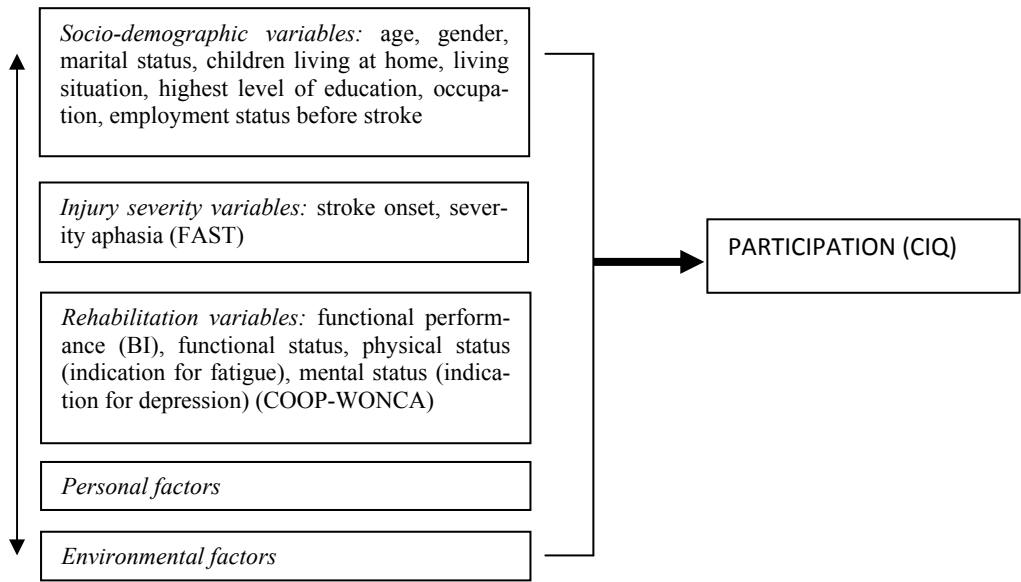 Socio-demographic variables: age, gender,
marital status, children living at home, living
situation, highest level of education, occupa-
tion, employment status before stroke
Injury severity variables: stroke onset, sever-
ity aphasia (FAST)
Rehabilitation variables: functional perform-
ance (BI), functional status, physical status
(indication for fatigue), mental status (indica-
tion for depression) (COOP-WONCA)
Personal factors
Environmental factors
PARTICIPATION (CIQ)